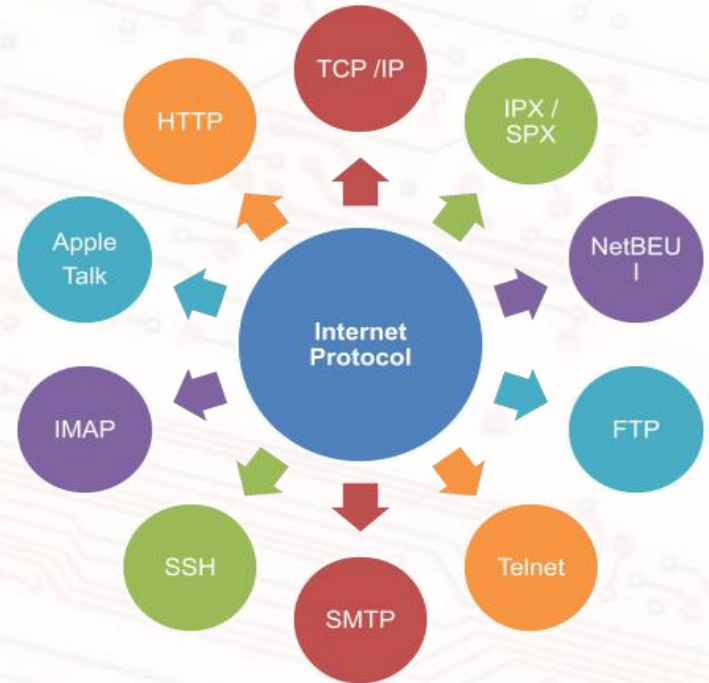 TCP /IP
IPX /
SPX
NetBEU
I
FTP
Telnet
SMTP
SSH
IMAP
Apple
Talk
HTTP
Internet
Protocol